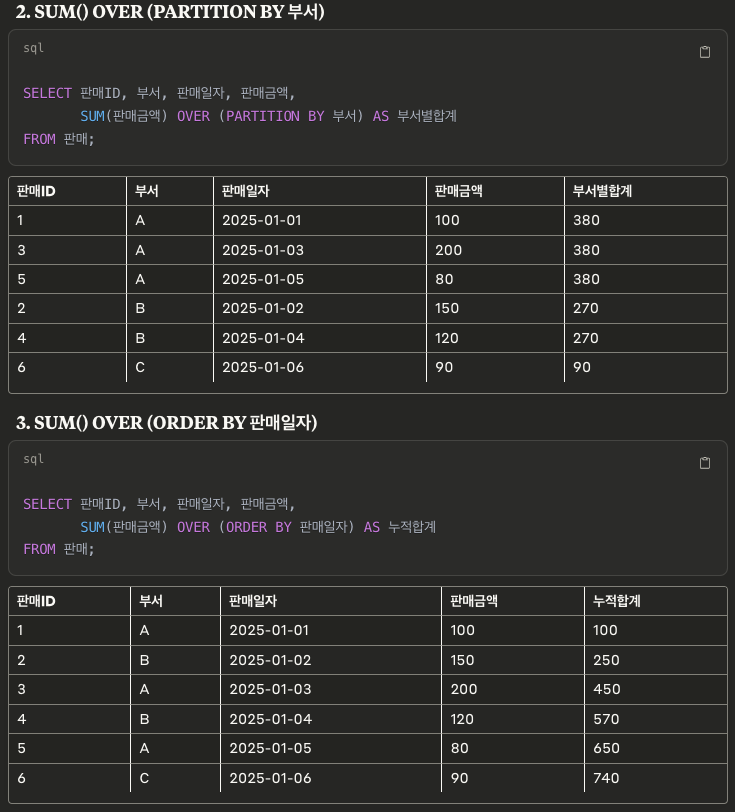 2. SUM() OVER (PARTITION BY 부서)
sql
SELECT 판매ID, 부서, 판매일자, 판매금액,
SUM(판매금액) OVER (PARTITION BY 부서) AS 부서별합계
FROM 판매;
판매ID 부서 판매일자 판매금액 부서별합계
1 A 2025-01-01 100 380
3 A 2025-01-03 200 380
5 A 2025-01-05 80 380
2 B 2025-01-02 150 270
4 B 2025-01-04 120 270
6 C 2025-01-06 90 90
3. SUM() OVER (ORDER BY 판매일자)
sql
SELECT 판매ID, 부서, 판매일자, 판매금액,
SUM(판매금액) OVER (ORDER BY 판매일자) AS 누적합계
FROM 판매;
판매ID 부서 판매일자 판매금액 누적합계
1 A 2025-01-01 100 100
2 B 2025-01-02 150 250
3 A 2025-01-03 200 450
4 B 2025-01-04 120 570
5 A 2025-01-05 80 650
6 C 2025-01-06 90 740